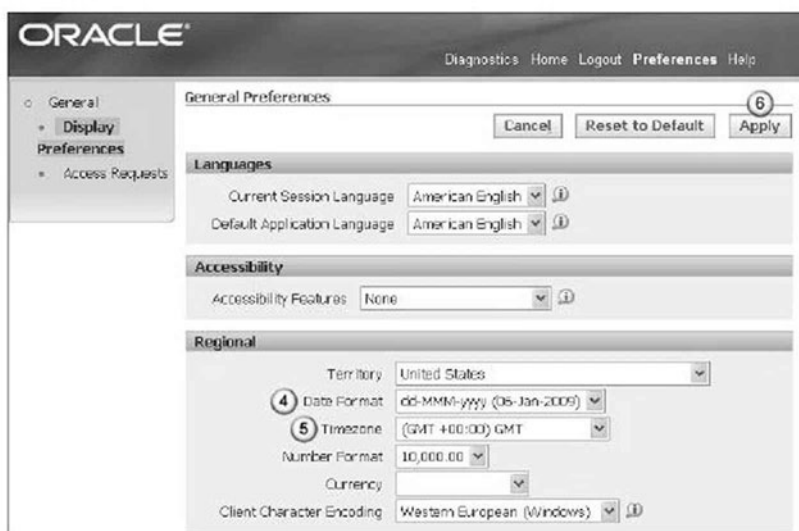 ORACLE
Diagnostics Home Logout Preferences Help
General
Display
Preferences
Access Requests
General Preferences
6
Cancel Reset to Default Apply
Languages
Current Session Language American English
Default Application Language American English
Accessibility
Accessibility Features None
Regional
Territory United States
4 Date Format dd-MMM-yyyy (06-Jan-2009)
5 Timezone (GMT +00:00) GMT
Number Format 10,000.00
Currency
Client Character Encoding Western European (Windows)